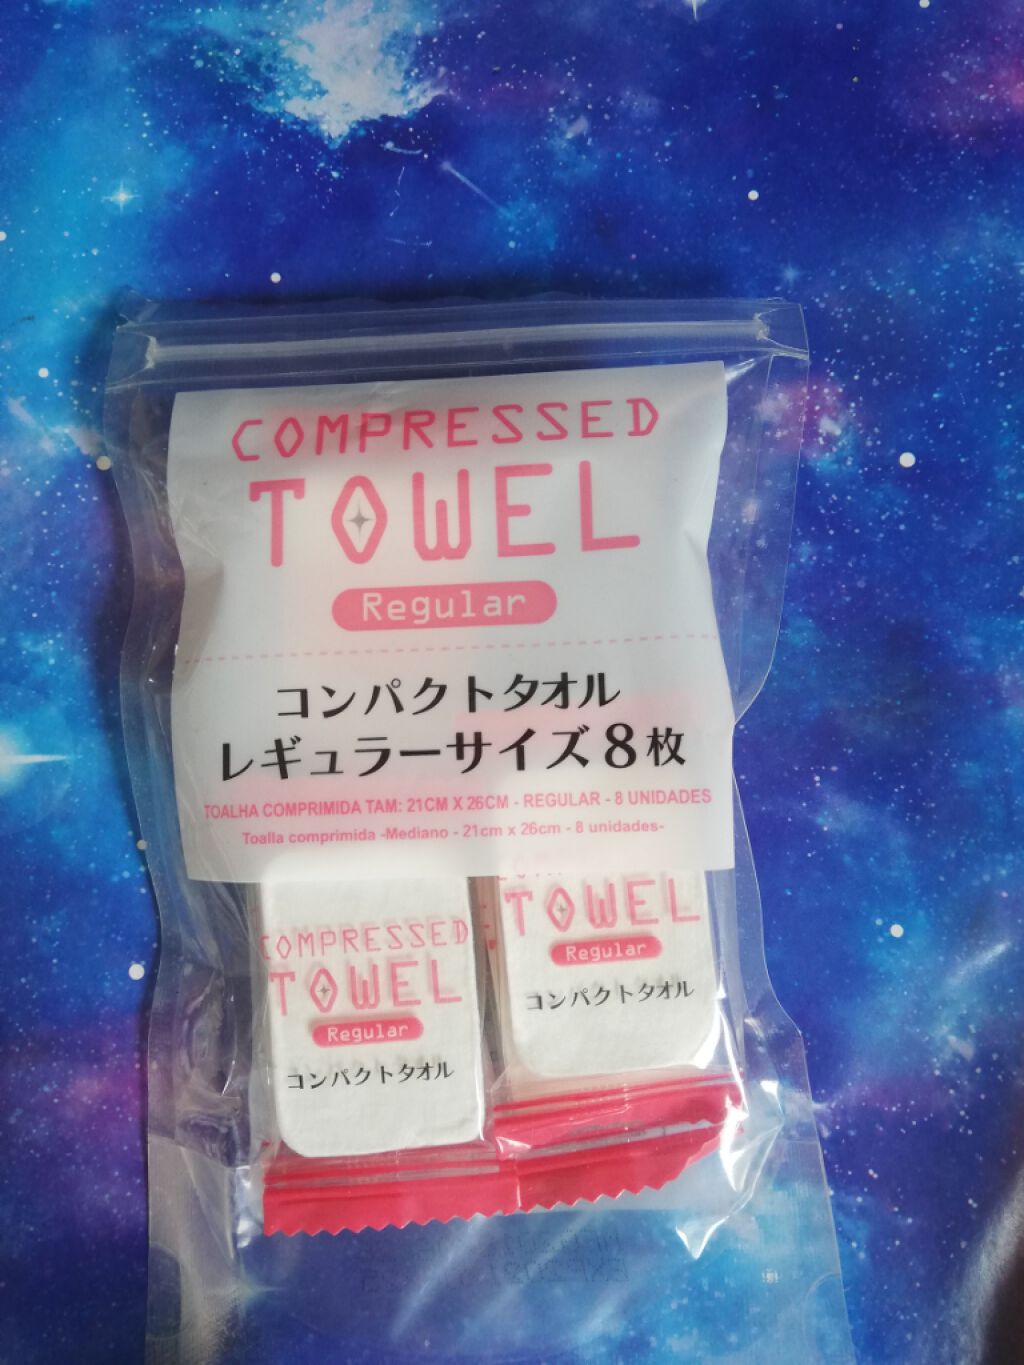 COMPRESSED
TOWEL
Regular
コンパクトタオル
レギュラーサイズ8枚
TOALHA COMPRIMIDA TAM: 21CM X 26CM - REGULAR - 8 UNIDADES
Toalla comprimida -Mediano - 21cm x 26cm - 8 unidades-
COMPRESSED
TOWEL
Regular
コンパクトタオル
TOWEL
Regular
コンパクトタオル